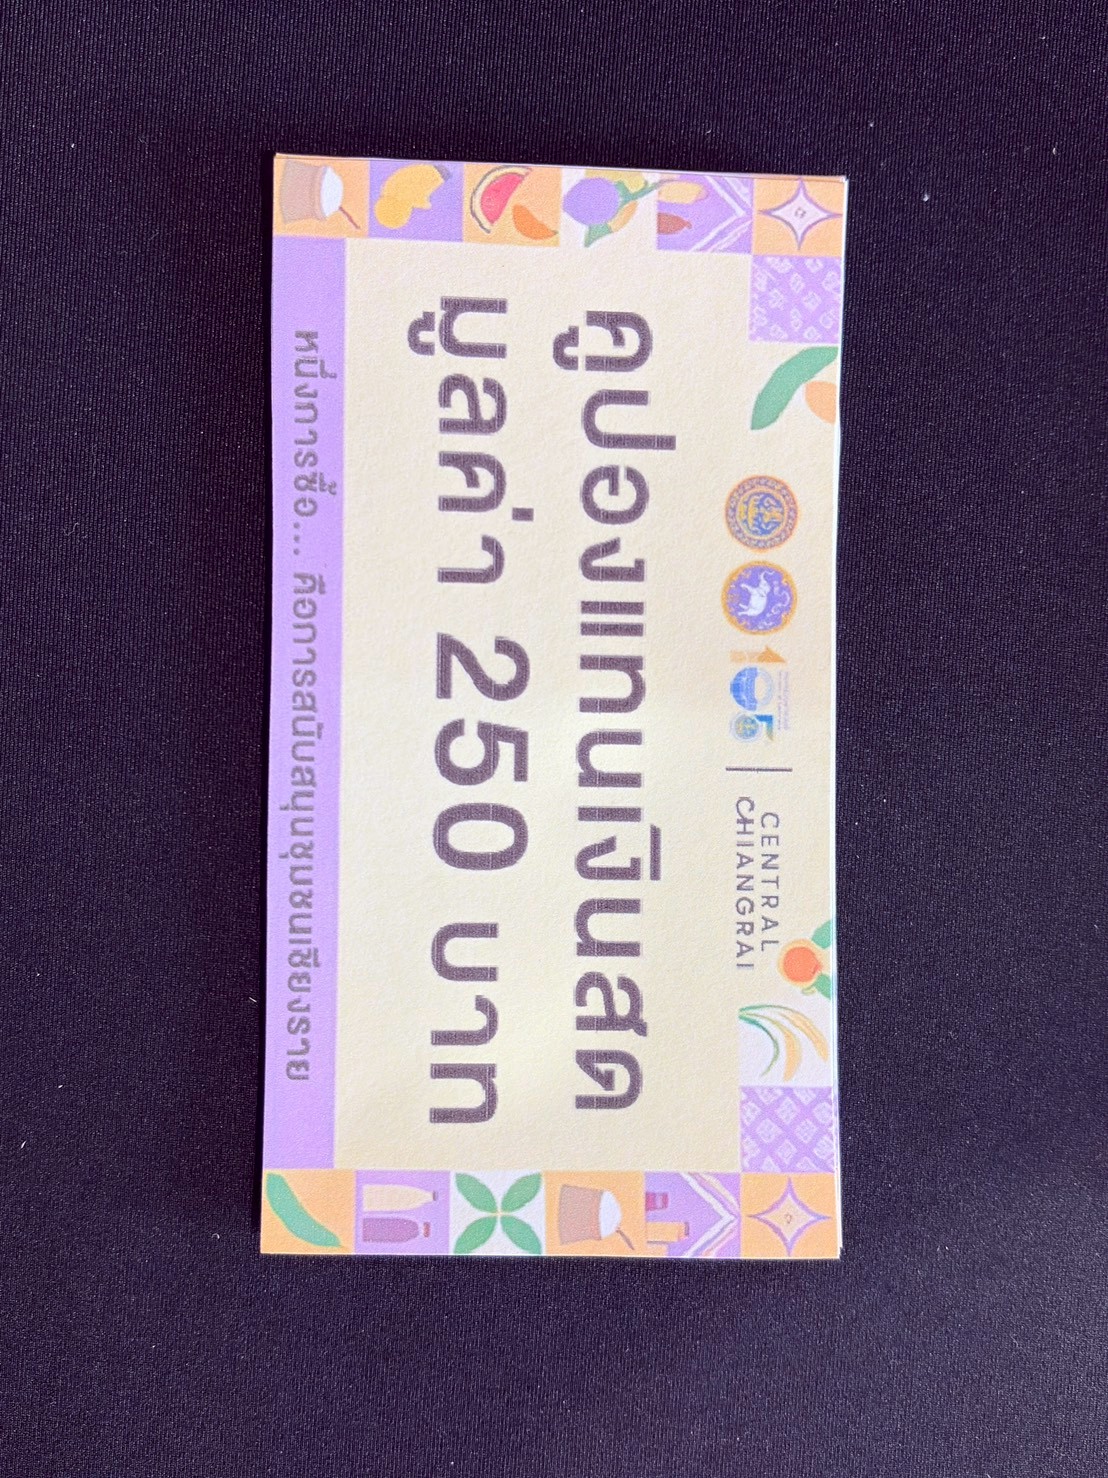 105
CENTRAL
CHIANGRAI
คูปองแทนเงินสด
มูลค่า 250 บาท
หนึ่งการซื้อ... คือการสนับสนุนชุมชนเชียงราย